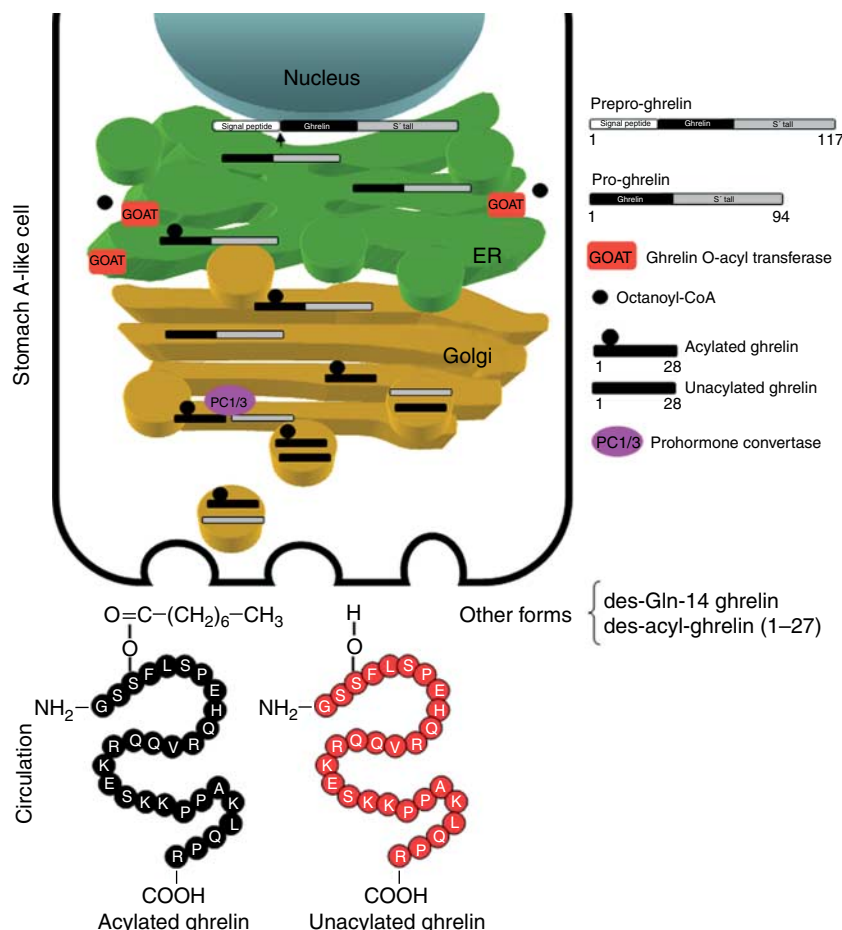 Stomach A-like cell
Nucleus
Signal peptide Ghrelin S´ tall
GOAT
GOAT
GOAT
ER
Golgi
PC1/3
Prepro-ghrelin
Signal peptide Ghrelin S´ tall
1 117
Pro-ghrelin
Ghrelin S´ tall
1 94
GOAT Ghrelin O-acyl transferase
Octanoyl-CoA
Acylated ghrelin
1 28
Unacylated ghrelin
1 28
PC1/3 Prohormone convertase
Other forms
des-Gln-14 ghrelin
des-acyl-ghrelin (1–27)
Circulation
O=C–(CH2)6–CH3
O
NH2– G S S F L S P E H Q R V Q Q R K E S K K P P A K L Q P R
COOH
Acylated ghrelin
H
O
NH2– G S S F L S P E H Q R V Q Q R K E S K K P P A K L Q P R
COOH
Unacylated ghrelin